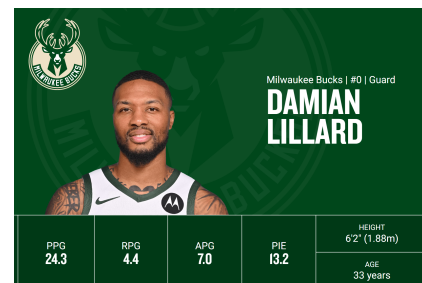 MILWAUKEE BUCKS
Milwaukee Bucks | #0 | Guard
DAMIAN
LILLARD
PPG
24.3
RPG
4.4
APG
7.0
PIE
13.2
HEIGHT
6'2" (1.88m)
AGE
33 years